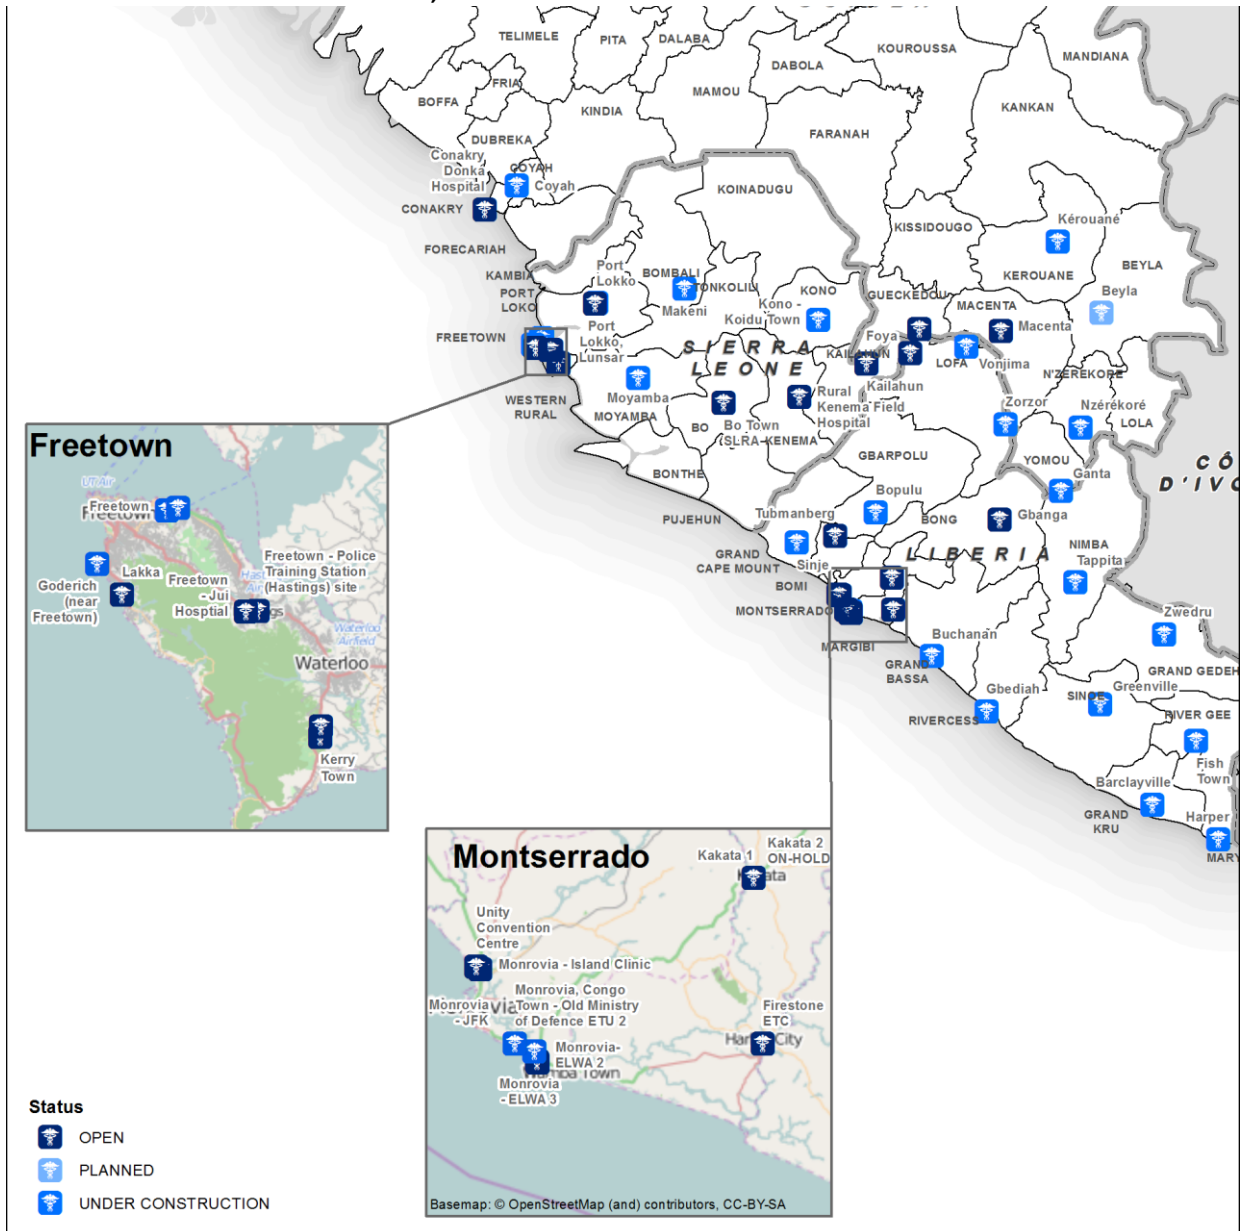 TELIMELE
PITA
DALABA
KOUROUSSA
MANDIANA
DABOLA
FRIA
MAMOU
BOFFA
KINDIA
KANKAN
DUBREKA
FARANAH
Conakry
Donka
Hospital
COYAH
Coyah
KOINADUGU
CONAKRY
KISSIDOUGO
Kérouané
FORECARIAH
BEYLA
KAMBIA
Port
Lokko
BOMBALI
TONKOLILI
KONO
GUECKEDOU
KEROUANE
Beyla
PORT
LOKO
Makeni
Kono -
Koidu Town
MACENTA
Macenta
FREETOWN
Port
Lokko,
Lunsar
SIERRA
LEONE
Foya
KAILAHUN
Kailahun
LOFA
Vonjima
N'ZEREKORE
WESTERN
RURAL
Moyamba
MOYAMBA
Rural
Kenema Field
Hospital
Zorzor
Nzérékoré
LOLA
BO
Bo Town
SLRA
KENEMA
GBARPOLU
YOMOU
CÔ
D'IVO
BONTHE
Ganta
PUJEHUN
Tubmanberg
Bopulu
BONG
Gbanga
LIBERIA
NIMBA
Tappita
GRAND
CAPE MOUNT
Sinje
BOMI
MONTSERRADO
Zwedru
MARGIBI
GRAND
BASSA
Buchanan
GRAND GEDEH
Gbediah
SINOE
Greenville
RIVERCESS
RIVER GEE
Fish
Town
Barclayville
GRAND
KRU
Harper
MARY
Freetown
UT Air
Freetown
Freetown
Goderich
(near
Freetown)
Lakka
Freetown
- Jui
Hosptial
Freetown - Police
Training Station
(Hastings) site
Waterloo
Airfield
Waterloo
Kerry
Town
Montserrado
Kakata 1
Kakata 2
ON-HOLD
Unity
Convention
Centre
Monrovia - Island Clinic
Monrovia
- JFK
Monrovia, Congo
Town - Old Ministry
of Defence ETU 2
Firestone
ETC
Monrovia-
ELWA 2
Monrovia
- ELWA 3
Basemap: © OpenStreetMap (and) contributors, CC-BY-SA
Status
OPEN
PLANNED
UNDER CONSTRUCTION